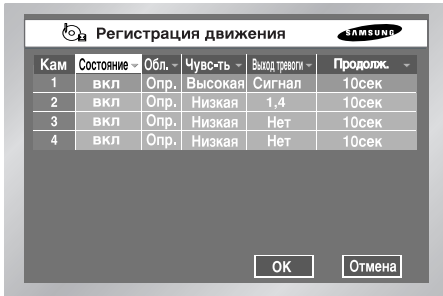 Регистрация движения SAMSUNG
Кам Состояние Обл. Чувс-ть Выход тревоги Продолж.
1 вкл Опр. Высокая Сигнал 10сек
2 вкл Опр. Низкая 1,4 10сек
3 вкл Опр. Низкая Нет 10сек
4 вкл Опр. Низкая Нет 10сек
OK Отмена